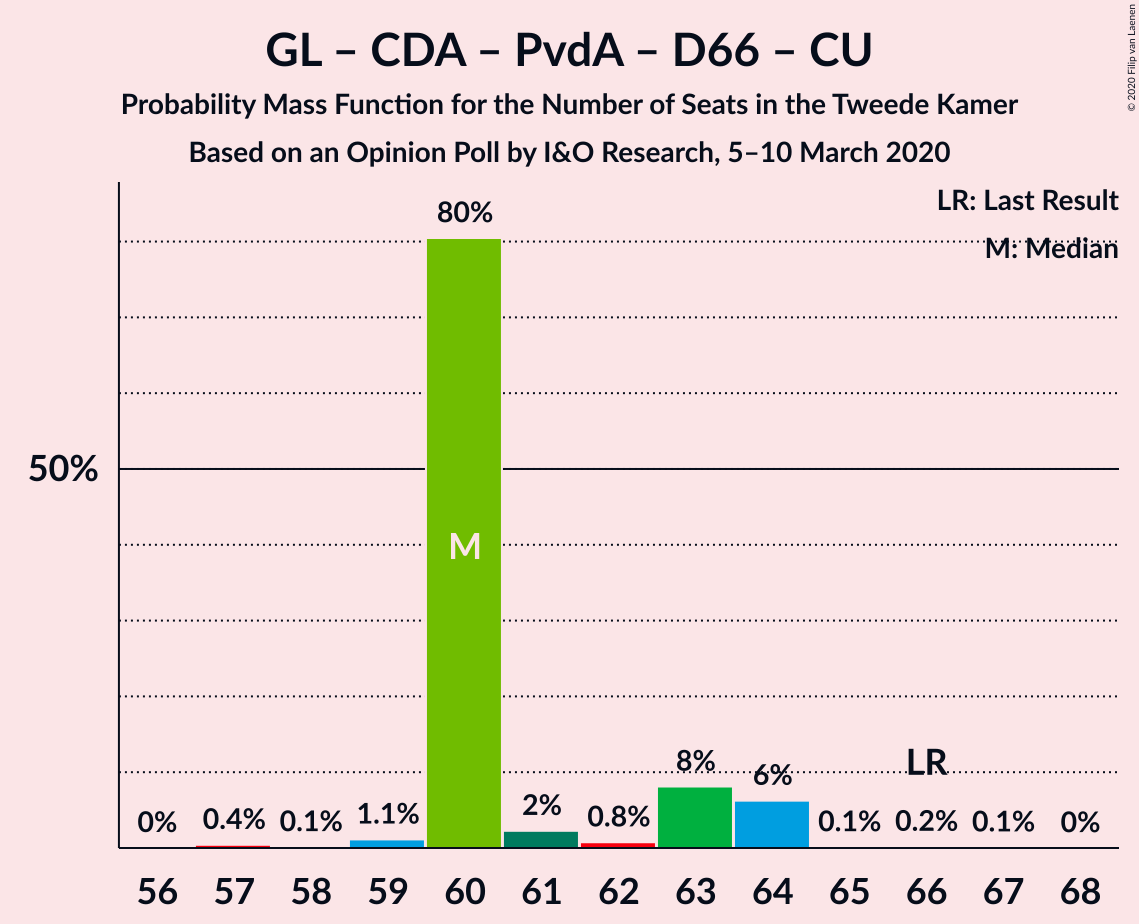 GL – CDA – PvdA – D66 – CU
Probability Mass Function for the Number of Seats in the Tweede Kamer
Based on an Opinion Poll by I&O Research, 5–10 March 2020
© 2020 Filip van Laenen
LR: Last Result
M: Median
80%
50%
M
LR
0%
0.4%
0.1%
1.1%
2%
0.8%
8%
6%
0.1%
0.2%
0.1%
0%
56 57 58 59 60 61 62 63 64 65 66 67 68